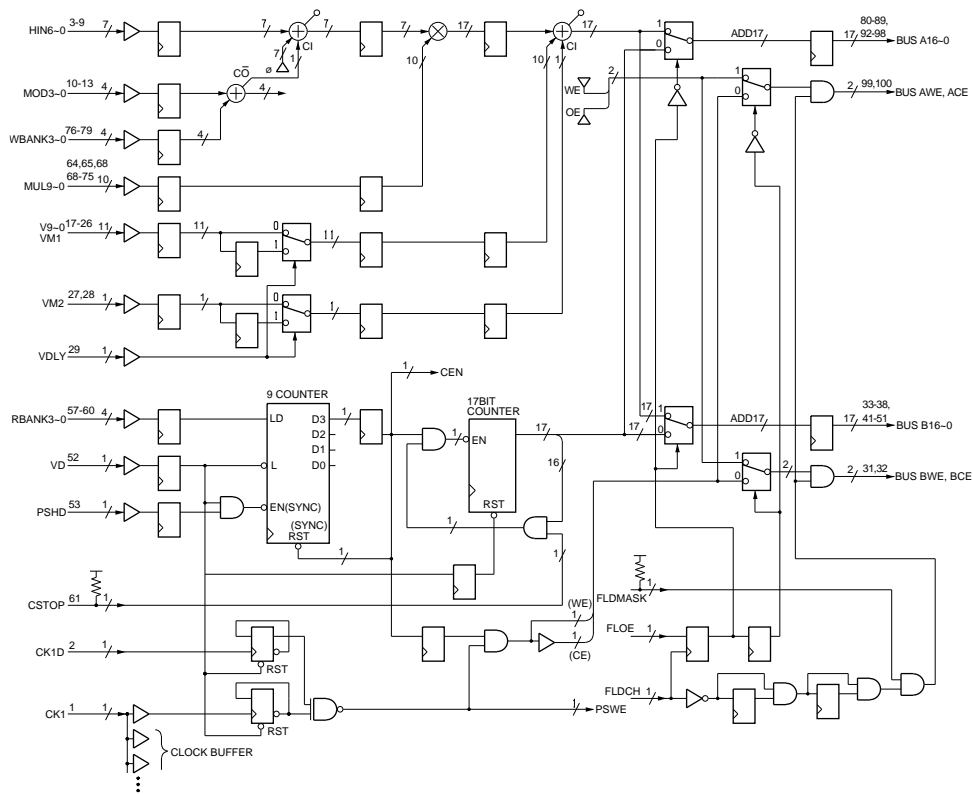 HIN6~0 3-9 7 7 CI 7 7 17 17 CI 17 1 0 ADD17 17 80-89, 92-98 BUS A16~0
7 ø 1 10 10 1
MOD3~0 10-13 4 CO 4
WE 2 OE 1 0 2 99,100 BUS AWE, ACE
WBANK3~0 76-79 4 4
64,65,68
MUL9~0 68-75 10
V9~0 17-26
VM1 11 11 0 1 11
VM2 27,28 1 1 0 1 1
VDLY 29 1
1 CEN
9 COUNTER
17BIT
COUNTER
RBANK3~0 57-60 4 LD D3 1
D2
D1
D0
EN 1 17 17 17 1 0 ADD17 17 33-38, 41-51 BUS B16~0
VD 52 1 L
16 1 0 2 2 31,32 BUS BWE, BCE
PSHD 53 1 EN(SYNC)
(SYNC)
RST
RST
1 1 1
CSTOP 61 1
(WE)
1
FLDMASK 1
CK1D 2 1 RST
1
(CE)
FLOE 1
CK1 1 1 RST
1 PSWE
FLDCH 1
CLOCK BUFFER